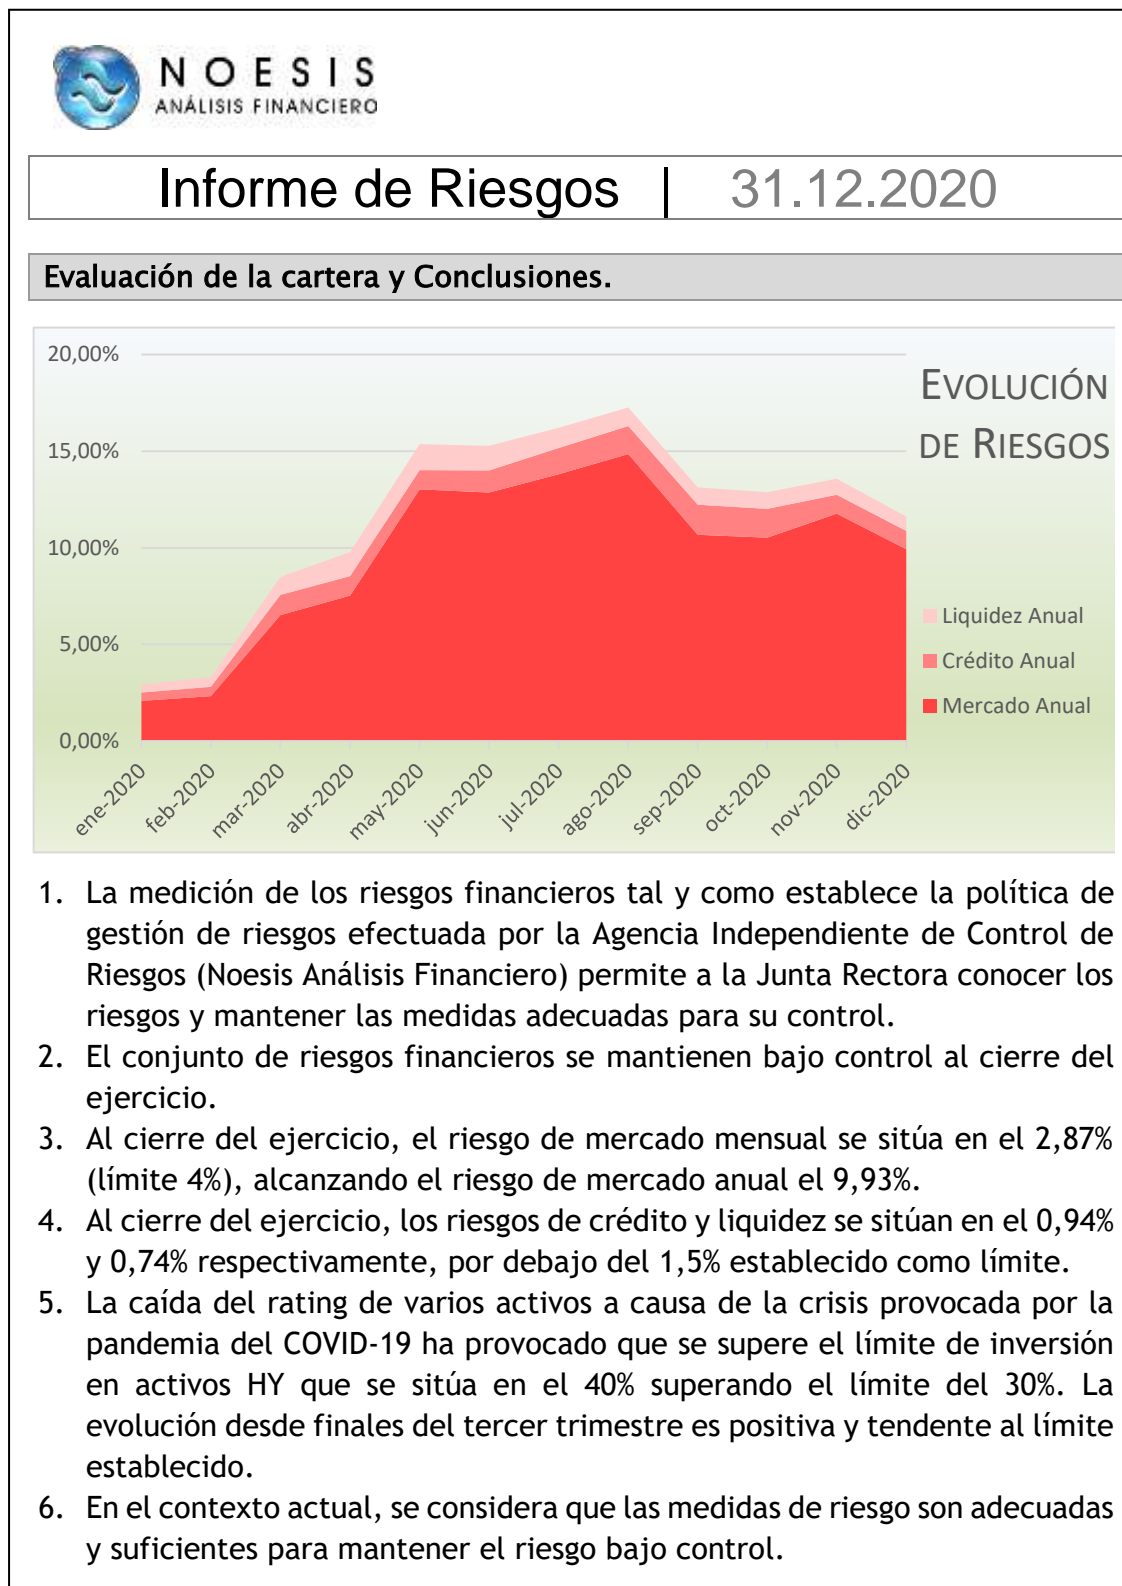 NOESIS
ANÁLISIS FINANCIERO
Informe de Riesgos | 31.12.2020
Evaluación de la cartera y Conclusiones.
EVOLUCIÓN
DE RIESGOS
20,00%
15,00%
10,00%
5,00%
0,00%
ene-2020
feb-2020
mar-2020
abr-2020
may-2020
jun-2020
jul-2020
ago-2020
sep-2020
oct-2020
nov-2020
dic-2020
Liquidez Anual
Crédito Anual
Mercado Anual
1. La medición de los riesgos financieros tal y como establece la política de
gestión de riesgos efectuada por la Agencia Independiente de Control de
Riesgos (Noesis Análisis Financiero) permite a la Junta Rectora conocer los
riesgos y mantener las medidas adecuadas para su control.
2. El conjunto de riesgos financieros se mantienen bajo control al cierre del
ejercicio.
3. Al cierre del ejercicio, el riesgo de mercado mensual se sitúa en el 2,87%
(límite 4%), alcanzando el riesgo de mercado anual el 9,93%.
4. Al cierre del ejercicio, los riesgos de crédito y liquidez se sitúan en el 0,94%
y 0,74% respectivamente, por debajo del 1,5% establecido como límite.
5. La caída del rating de varios activos a causa de la crisis provocada por la
pandemia del COVID-19 ha provocado que se supere el límite de inversión
en activos HY que se sitúa en el 40% superando el límite del 30%. La
evolución desde finales del tercer trimestre es positiva y tendente al límite
establecido.
6. En el contexto actual, se considera que las medidas de riesgo son adecuadas
y suficientes para mantener el riesgo bajo control.